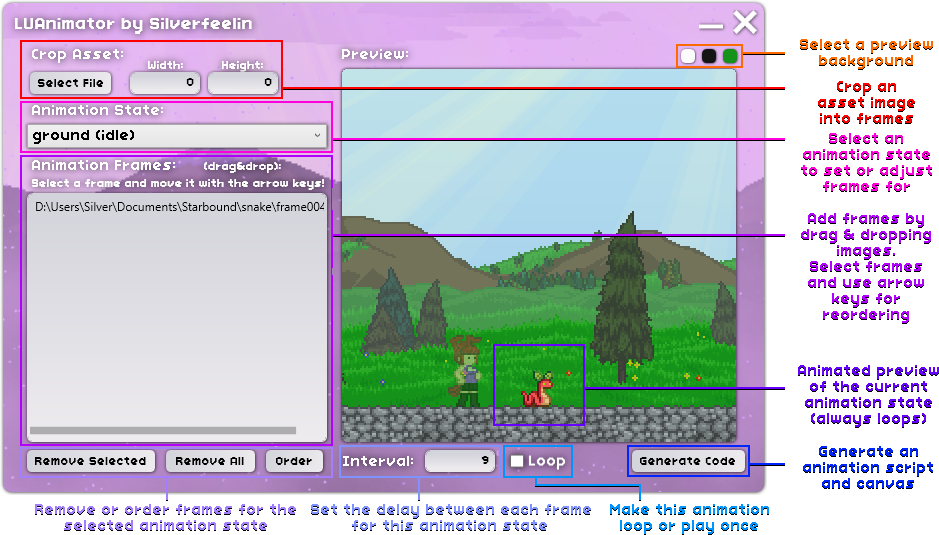 LUAnimator by Silverfeelin
Crop Asset:
Width:
Height:
Select File
0
0
Animation State:
ground (idle)
Animation Frames: (drag&drop):
Select a frame and move it with the arrow keys!
D:\Users\Silver\Documents\Starbound\snake\frame004
Remove Selected
Remove All
Order
Preview:
Interval:
9
Loop
Generate Code
Select a preview
background
Crop an
asset image
into frames
Select an
animation state
to set or adjust
frames for
Add frames by
drag & dropping
images.
Select frames
and use arrow
keys for
reordering
Animated preview
of the current
animation state
(always loops)
Generate an
animation script
and canvas
Remove or order frames for the
selected animation state
Set the delay between each frame
for this animation state
Make this animation
loop or play once